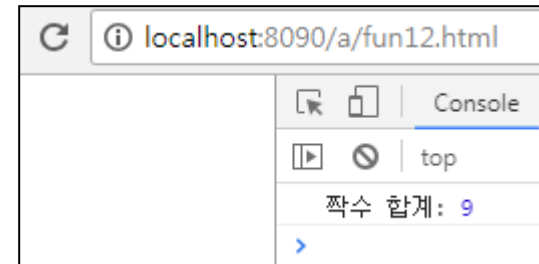 localhost:8090/a/fun12.html
Console
top
짝수 합계: 9
>